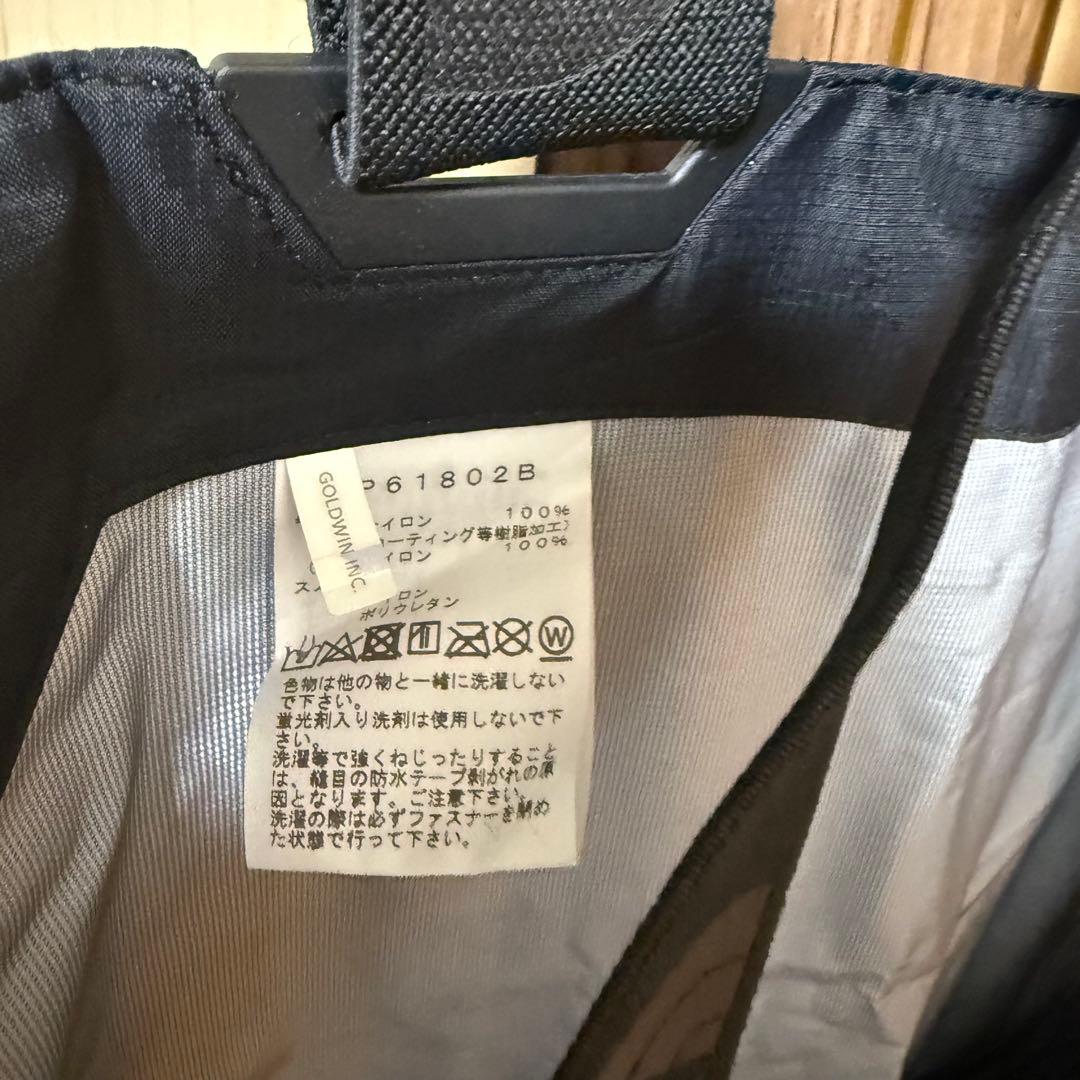 P61802B
GOLDWIN INC.
イロン 100%
ーティング等樹脂加工)
イロン 100%
ス
ロン
ポリウレタン
W
色物は他の物と一緒に洗濯しない
で下さい。
蛍光剤入り洗剤は使用しないで下
さい。
洗濯等で強くねじったりすること
は、縫目の防水テープ剥がれの原
因となります。ご注意下さい。
洗濯の際は必ずファスナーを閉め
た状態で行って下さい。